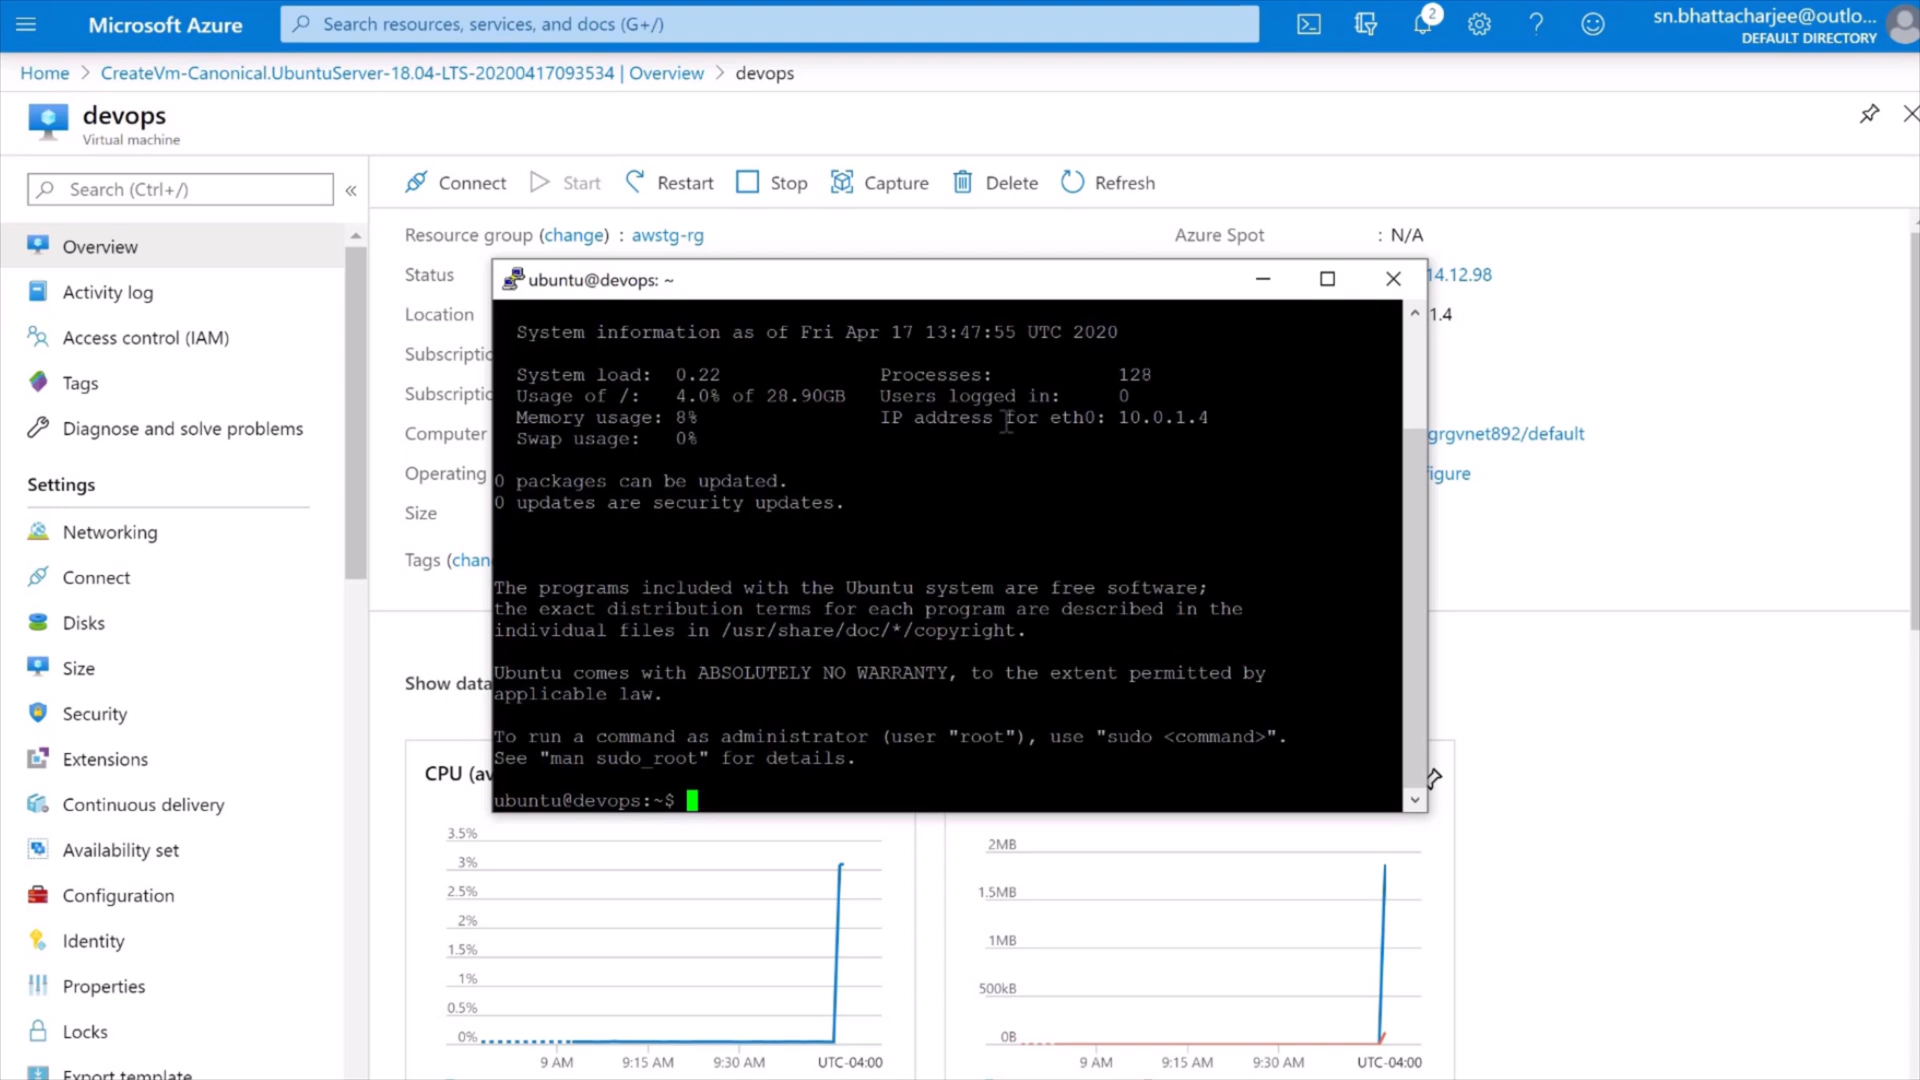 Microsoft Azure
Search resources, services, and docs (G+/)
2
sn.bhattacharjee@outlo...
DEFAULT DIRECTORY
Home > CreateVm-Canonical.UbuntuServer-18.04-LTS-20200417093534 | Overview > devops
devops
Virtual machine
Search (Ctrl+/)
«
Connect
Start
Restart
Stop
Capture
Delete
Refresh
Overview
Activity log
Access control (IAM)
Tags
Diagnose and solve problems
Settings
Networking
Connect
Disks
Size
Security
Extensions
Continuous delivery
Availability set
Configuration
Identity
Properties
Locks
Export template
Resource group (change) : awstg-rg
Azure Spot : N/A
Status
14.12.98
Location
1.4
Subscriptio
Subscriptio
Computer
grgvnet892/default
Operating
figure
Size
Tags (chan
Show data
ubuntu@devops: ~
System information as of Fri Apr 17 13:47:55 UTC 2020
System load: 0.22 Processes: 128
Usage of /: 4.0% of 28.90GB Users logged in: 0
Memory usage: 8% IP address for eth0: 10.0.1.4
Swap usage: 0%
0 packages can be updated.
0 updates are security updates.
The programs included with the Ubuntu system are free software;
the exact distribution terms for each program are described in the
individual files in /usr/share/doc/*/copyright.
Ubuntu comes with ABSOLUTELY NO WARRANTY, to the extent permitted by
applicable law.
To run a command as administrator (user "root"), use "sudo <command>".
See "man sudo_root" for details.
ubuntu@devops:~$
CPU (av
3.5%
3%
2.5%
2%
1.5%
1%
0.5%
0%
9 AM 9:15 AM 9:30 AM UTC-04:00
2MB
1.5MB
1MB
500kB
0B
9 AM 9:15 AM 9:30 AM UTC-04:00